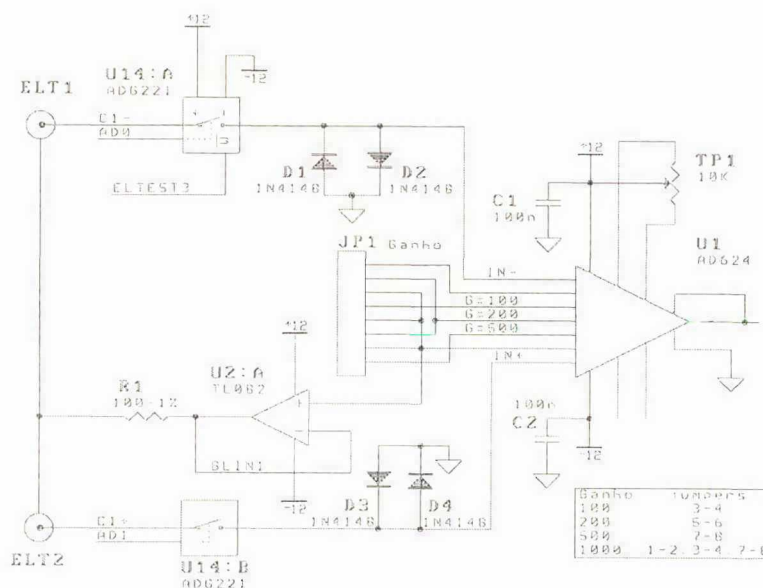 +12
U14:A
ADG221
-12
ELT1
C1-
AD0
ELTEST3
D1
1N4148
D2
1N4148
+12
TP1
10K
C1
100n
U1
AD624
JP1 Ganho
IN-
G=100
G=200
G=500
IN+
+12
U2:A
TL062
R1
100-1%
GLIN1
-12
100n
C2
-12
D3
1N4148
D4
1N4148
C1+
AD1
ELT2
U14:B
ADG221
Ganho Jumpers
100 3-4
200 5-6
500 7-8
1000 1-2,3-4,7-8